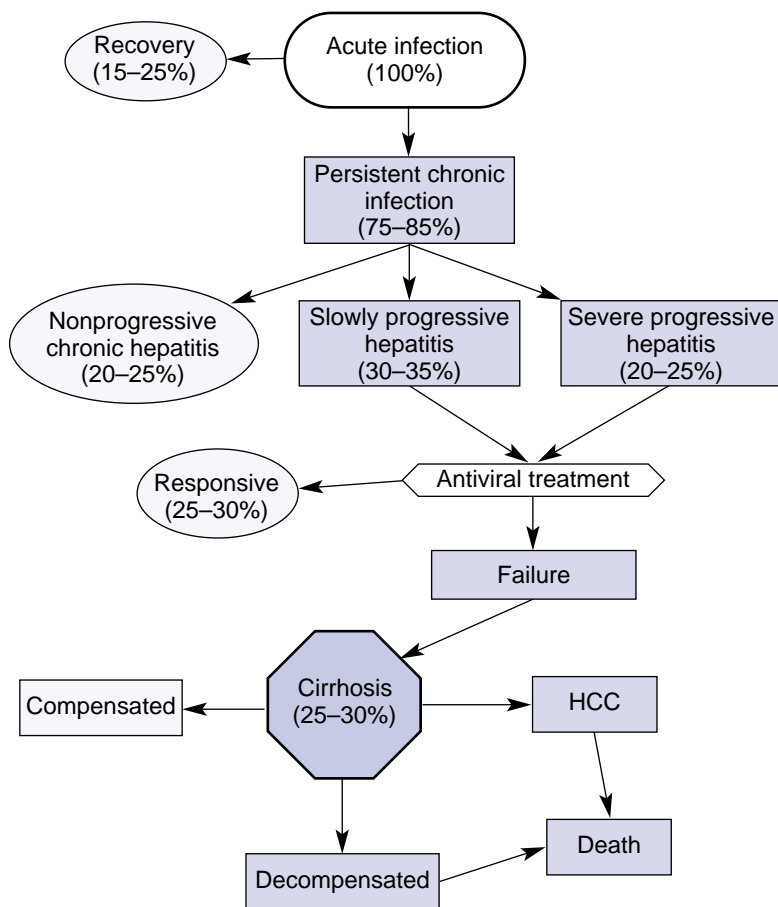 Recovery
(15–25%)
Acute infection
(100%)
Persistent chronic
infection
(75–85%)
Nonprogressive
chronic hepatitis
(20–25%)
Slowly progressive
hepatitis
(30–35%)
Severe progressive
hepatitis
(20–25%)
Responsive
(25–30%)
Antiviral treatment
Failure
Compensated
Cirrhosis
(25–30%)
HCC
Decompensated
Death